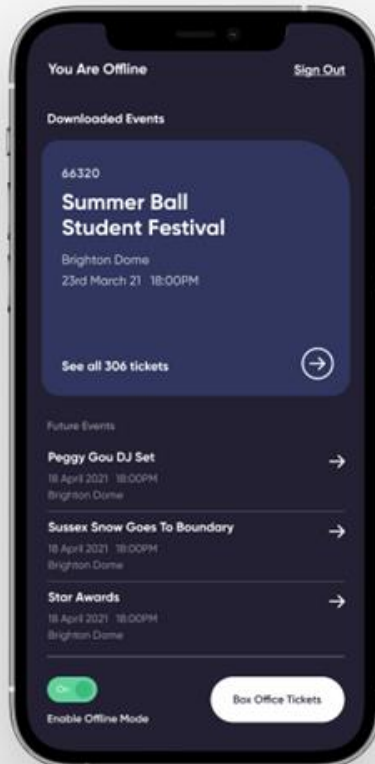 You Are Offline
Sign Out
Downloaded Events
66320
Summer Ball
Student Festival
Brighton Dome
23rd March 21 18:00PM
See all 306 tickets
Future Events
Peggy Gou DJ Set
18 April 2021 18:00PM
Brighton Dome
Sussex Snow Goes To Boundary
18 April 2021 18:00PM
Brighton Dome
Star Awards
18 April 2021 18:00PM
Brighton Dome
On
Enable Offline Mode
Box Office Tickets